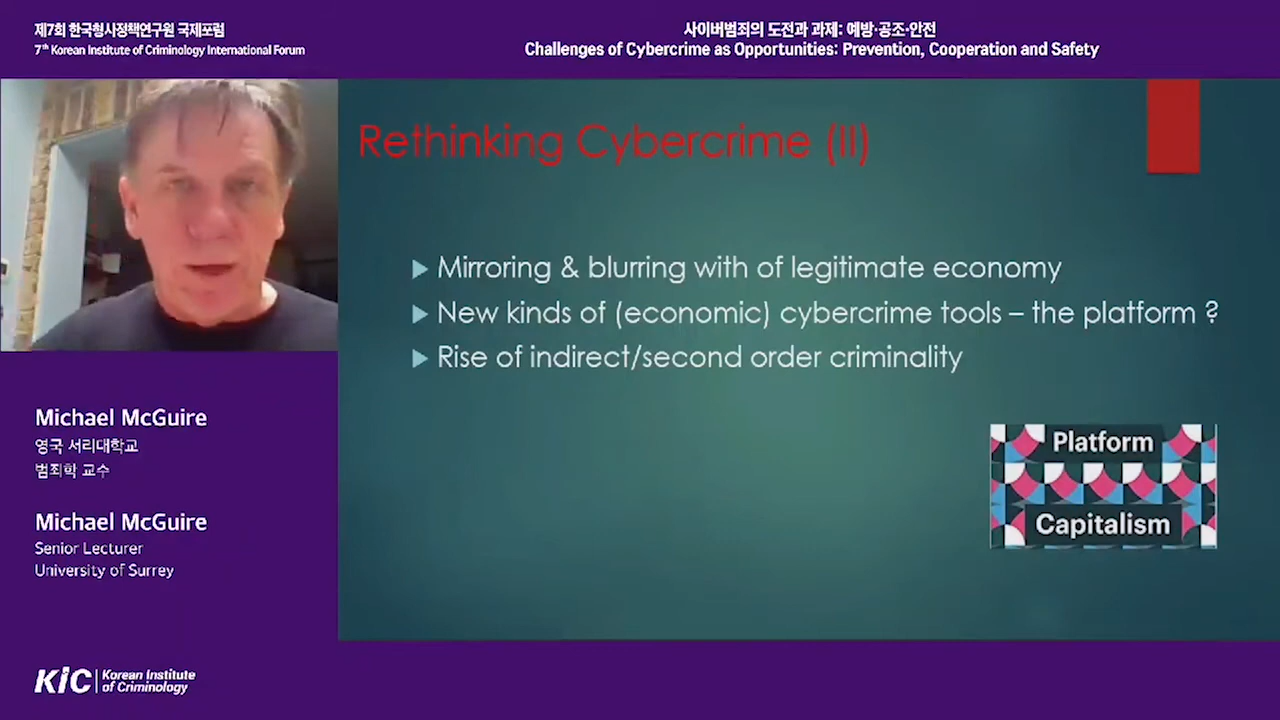 제7회 한국형사정책연구원 국제포럼
7th Korean Institute of Criminology International Forum
사이버범죄의 도전과 과제: 예방·공조·안전
Challenges of Cybercrime as Opportunities: Prevention, Cooperation and Safety
Rethinking Cybercrime (II)
Mirroring & blurring with of legitimate economy
New kinds of (economic) cybercrime tools – the platform ?
Rise of indirect/second order criminality
Platform
Capitalism
Michael McGuire
영국 서리대학교
범죄학 교수
Michael McGuire
Senior Lecturer
University of Surrey
KiC Korean Institute
of Criminology